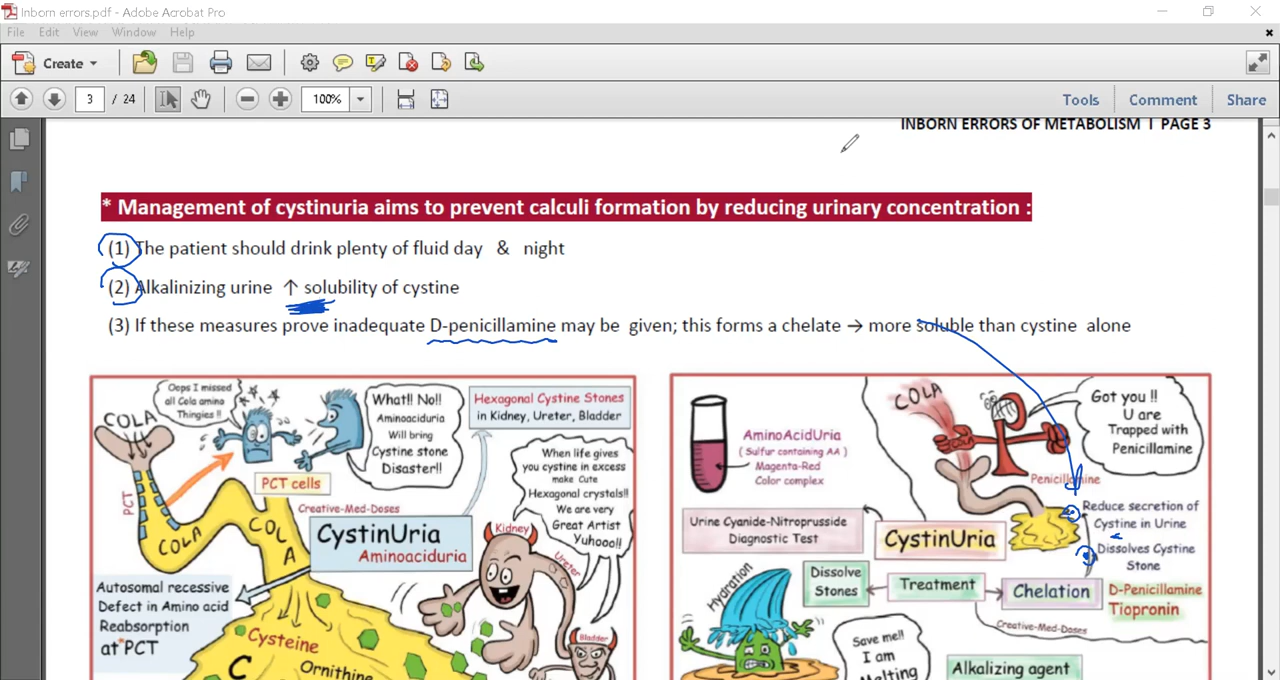 Inborn errors.pdf - Adobe Acrobat Pro
File Edit View Window Help
Create
3 / 24 100% Tools Comment Share
INBORN ERRORS OF METABOLISM I PAGE 3
* Management of cystinuria aims to prevent calculi formation by reducing urinary concentration :
(1) The patient should drink plenty of fluid day & night
(2) Alkalinizing urine ↑ solubility of cystine
(3) If these measures prove inadequate D-penicillamine may be given; this forms a chelate → more soluble than cystine alone
Oops I missed
all Cola amino
Thingies !!
COLA
What!! No!!
Aminoaciduria
Will bring
Cystine stone
Disaster!!
Hexagonal Cystine Stones
in Kidney, Ureter, Bladder
When life gives
you cystine in excess
make Cute
Hexagonal crystals!!
We are very
Great Artist
Yuhooo!!
PCT
PCT cells
Creative-Med-Doses
COLA
COL
A
CystinUria
Aminoaciduria
Kidney
Ureter
Bladder
Autosomal recessive
Defect in Amino acid
Reabsorption
at PCT
Cysteine
C
Ornithine
COLA
Got you !!
U are
Trapped with
Penicillamine
AminoAcidUria
( Sulfur containing AA )
Magenta-Red
Color complex
Penicillamine
Reduce secretion of
Cystine in Urine
Dissolves Cystine
Stone
Urine Cyanide-Nitroprusside
Diagnostic Test
CystinUria
Hydration
Dissolve
Stones
Treatment
Chelation
D-Penicillamine
Tiopronin
Creative-Med-Doses
Save me!!
I am
Melting
Alkalizing agent